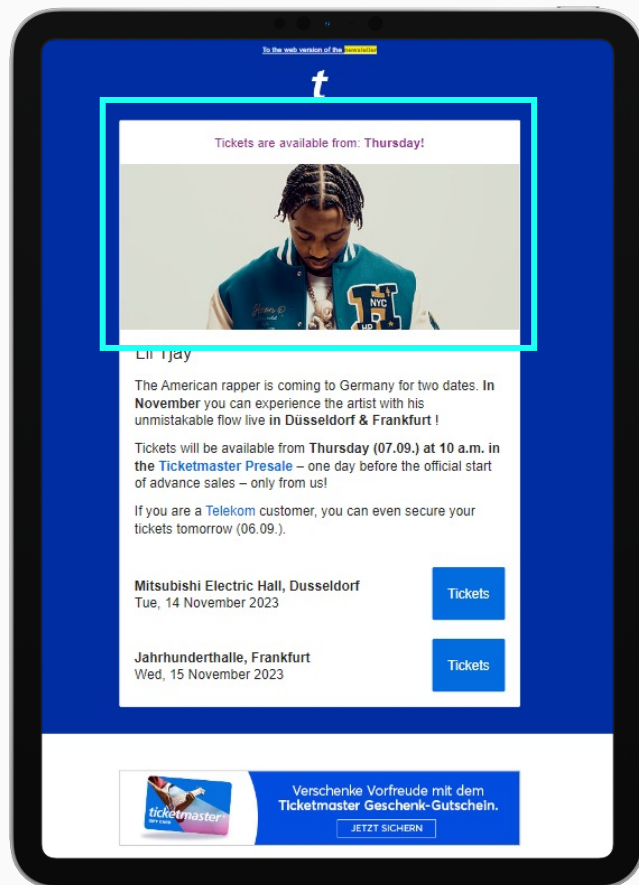 To the web version of the newsletter
t
Tickets are available from: Thursday!
NYC
Lil Tjay
The American rapper is coming to Germany for two dates. In
November you can experience the artist with his
unmistakable flow live in Düsseldorf & Frankfurt !
Tickets will be available from Thursday (07.09.) at 10 a.m. in
the Ticketmaster Presale – one day before the official start
of advance sales – only from us!
If you are a Telekom customer, you can even secure your
tickets tomorrow (06.09.).
Mitsubishi Electric Hall, Dusseldorf
Tickets
Tue, 14 November 2023
Jahrhunderthalle, Frankfurt
Tickets
Wed, 15 November 2023
Verschenke Vorfreude mit dem
Ticketmaster Geschenk-Gutschein.
JETZT SICHERN
ticketmaster
GIFT CARD